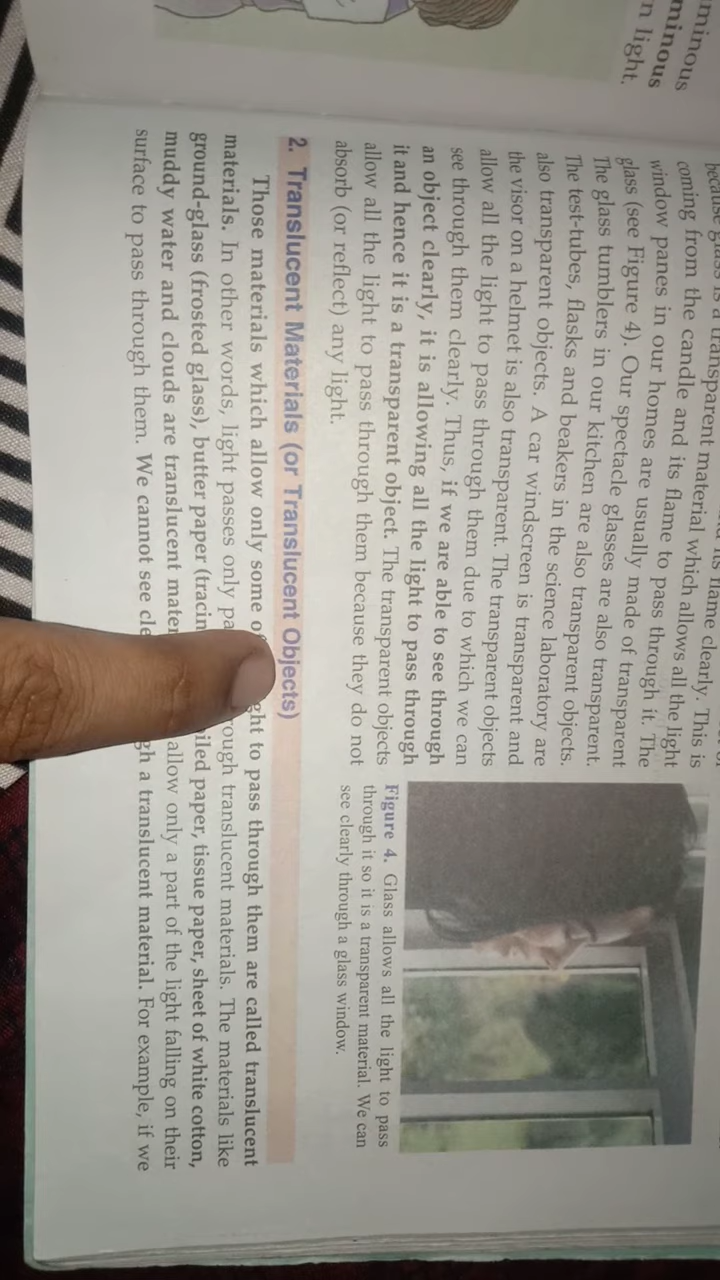 minous
minous
n light.
because glass is a transparent material which allows all the light
coming from the candle and its flame to pass through it. The
window panes in our homes are usually made of transparent
glass (see Figure 4). Our spectacle glasses are also transparent.
The glass tumblers in our kitchen are also transparent objects.
The test-tubes, flasks and beakers in the science laboratory are
also transparent objects. A car windscreen is transparent and
the visor on a helmet is also transparent. The transparent objects
allow all the light to pass through them due to which we can
see through them clearly. Thus, if we are able to see through
an object clearly, it is allowing all the light to pass through
it and hence it is a transparent object. The transparent objects
allow all the light to pass through them because they do not
absorb (or reflect) any light.
Figure 4. Glass allows all the light to pass
through it so it is a transparent material. We can
see clearly through a glass window.
2. Translucent Materials (or Translucent Objects)
Those materials which allow only some ght to pass through them are called translucent
materials. In other words, light passes only rough translucent materials. The materials like
ground-glass (frosted glass), butter paper iled paper, tissue paper, sheet of white cotton,
muddy water and clouds are translucent allow only a part of the light falling on their
surface to pass through them. We cannot see a translucent material. For example, if we